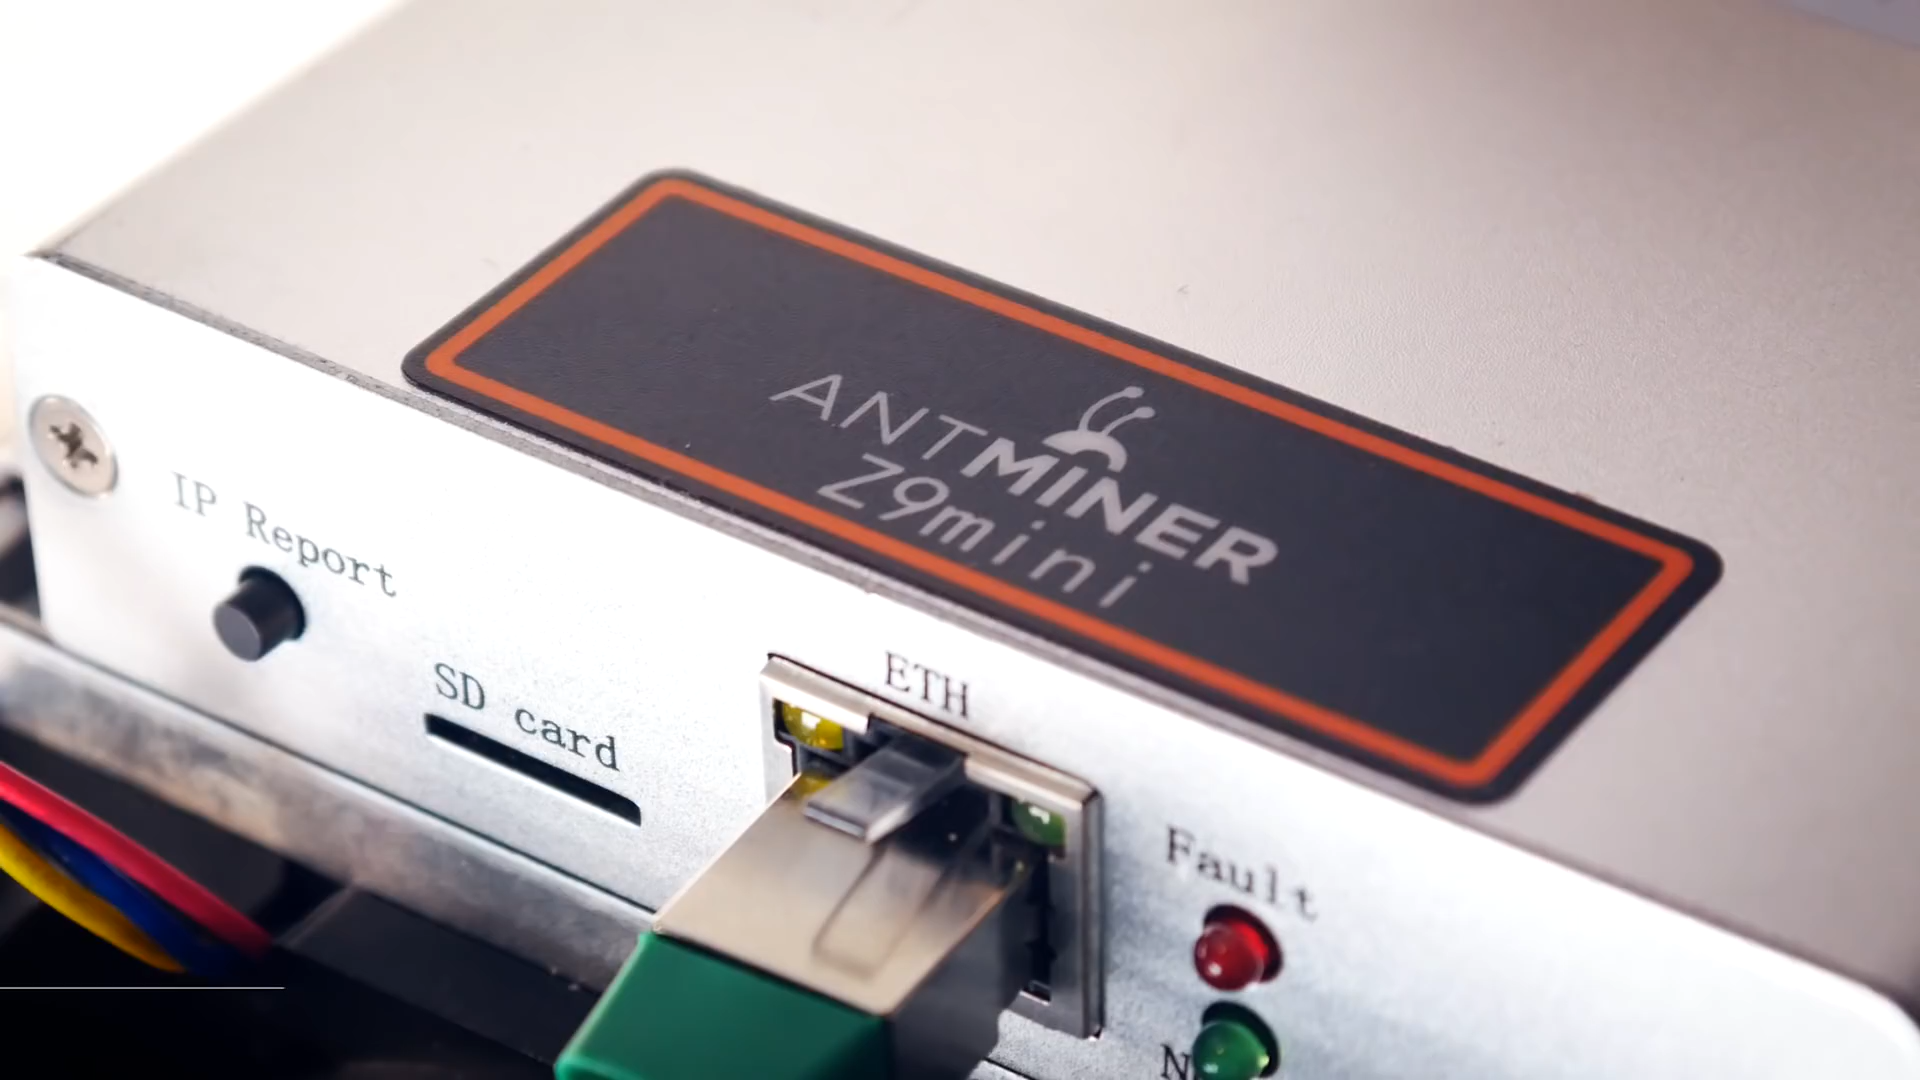 ANTMINER
Z9mini
IP Report
SD card
ETH
Fault